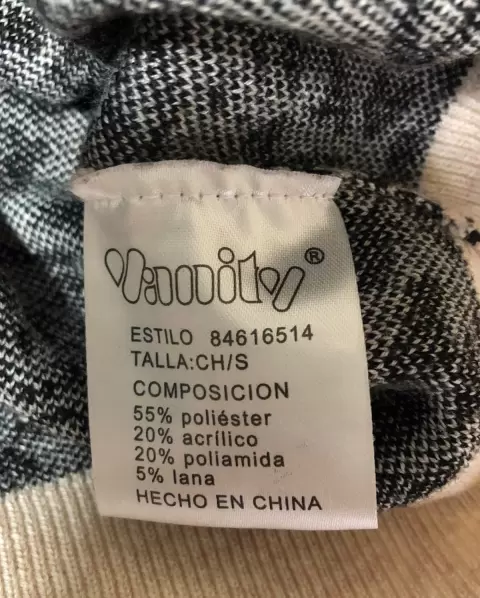 Vanity®
ESTILO 84616514
TALLA:CH/S
COMPOSICION
55% poliéster
20% acrílico
20% poliamida
5% lana
HECHO EN CHINA